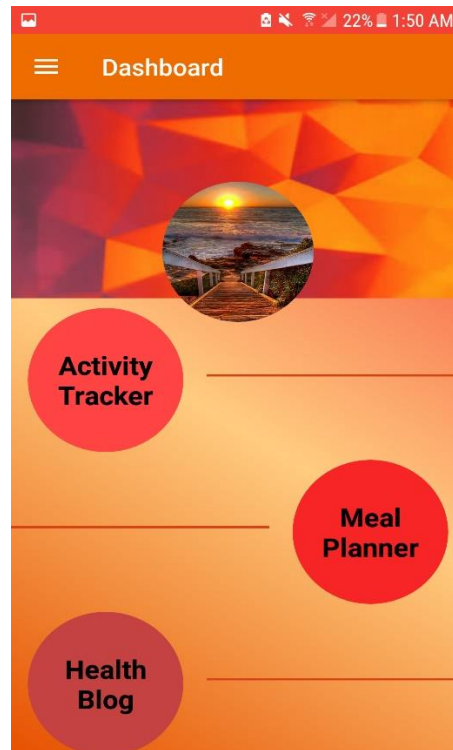 22% 1:50 AM
Dashboard
Activity
Tracker
Meal
Planner
Health
Blog